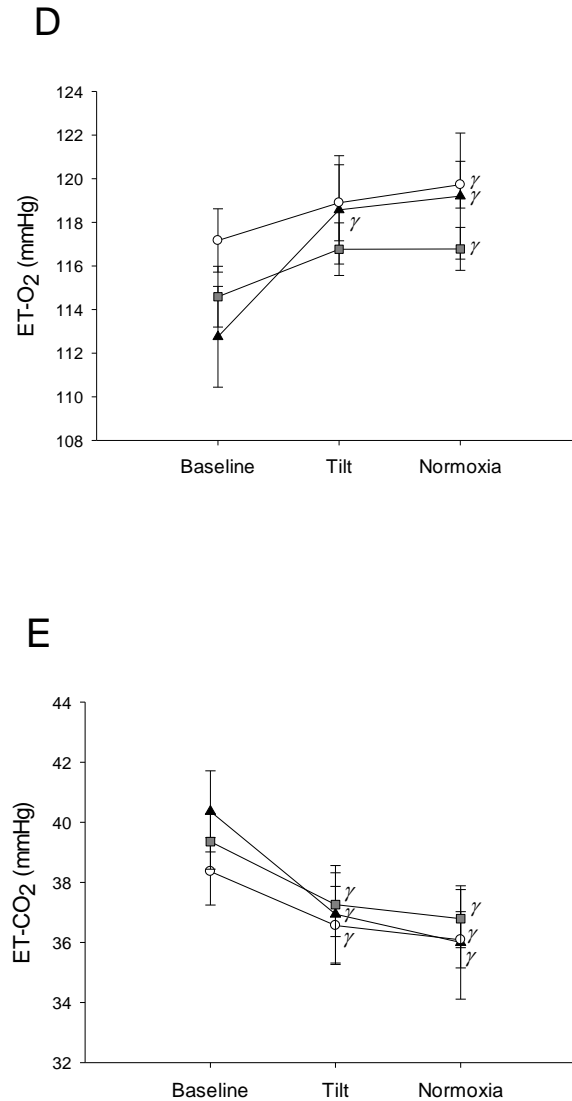 D
124
122
120
118
116
114
112
110
108
ET-O2 (mmHg)
γ
γ
γ
γ
Baseline Tilt Normoxia
E
44
42
40
38
36
34
32
ET-CO2 (mmHg)
γ
γ
γ
γ
γ
γ
Baseline Tilt Normoxia